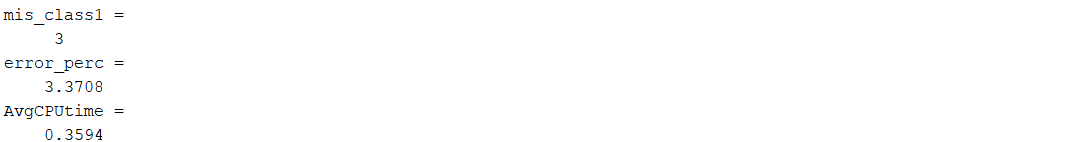 mis_class1 =
3
error_perc =
3.3708
AvgCPUtime =
0.3594